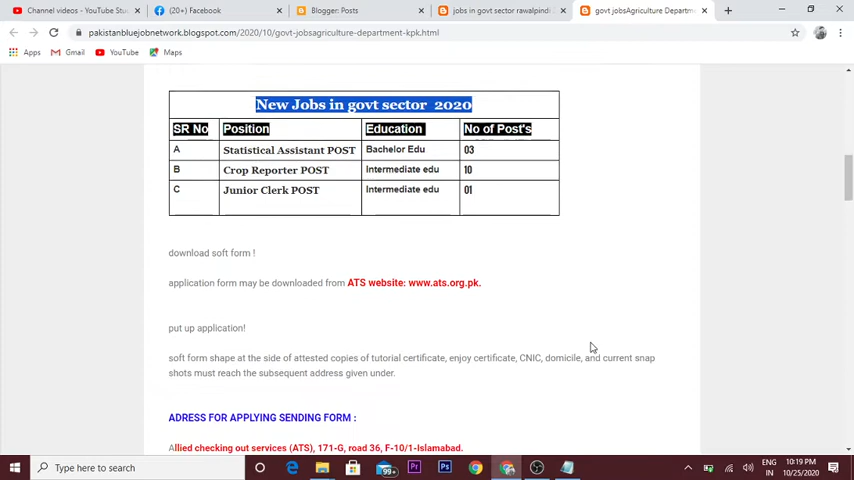 Channel videos - YouTube Stu
(20+) Facebook
Blogger: Posts
jobs in govt sector rawalpindi
govt jobsAgriculture Departm
pakistanbluejobnetwork.blogspot.com/2020/10/govt-jobsagriculture-department-kpk.html
Apps Gmail YouTube Maps
New Jobs in govt sector 2020
SR No Position Education No of Post's
A Statistical Assistant POST Bachelor Edu 03
B Crop Reporter POST Intermediate edu 10
C Junior Clerk POST Intermediate edu 01
download soft form !
application form may be downloaded from ATS website: www.ats.org.pk.
put up application!
soft form shape at the side of attested copies of tutorial certificate, enjoy certificate, CNIC, domicile, and current snap
shots must reach the subsequent address given under.
ADRESS FOR APPLYING SENDING FORM :
Allied checking out services (ATS), 171-G, road 36, F-10/1-Islamabad.
Type here to search
99+
Pr
Ps
ENG
IN
10:19 PM
10/25/2020